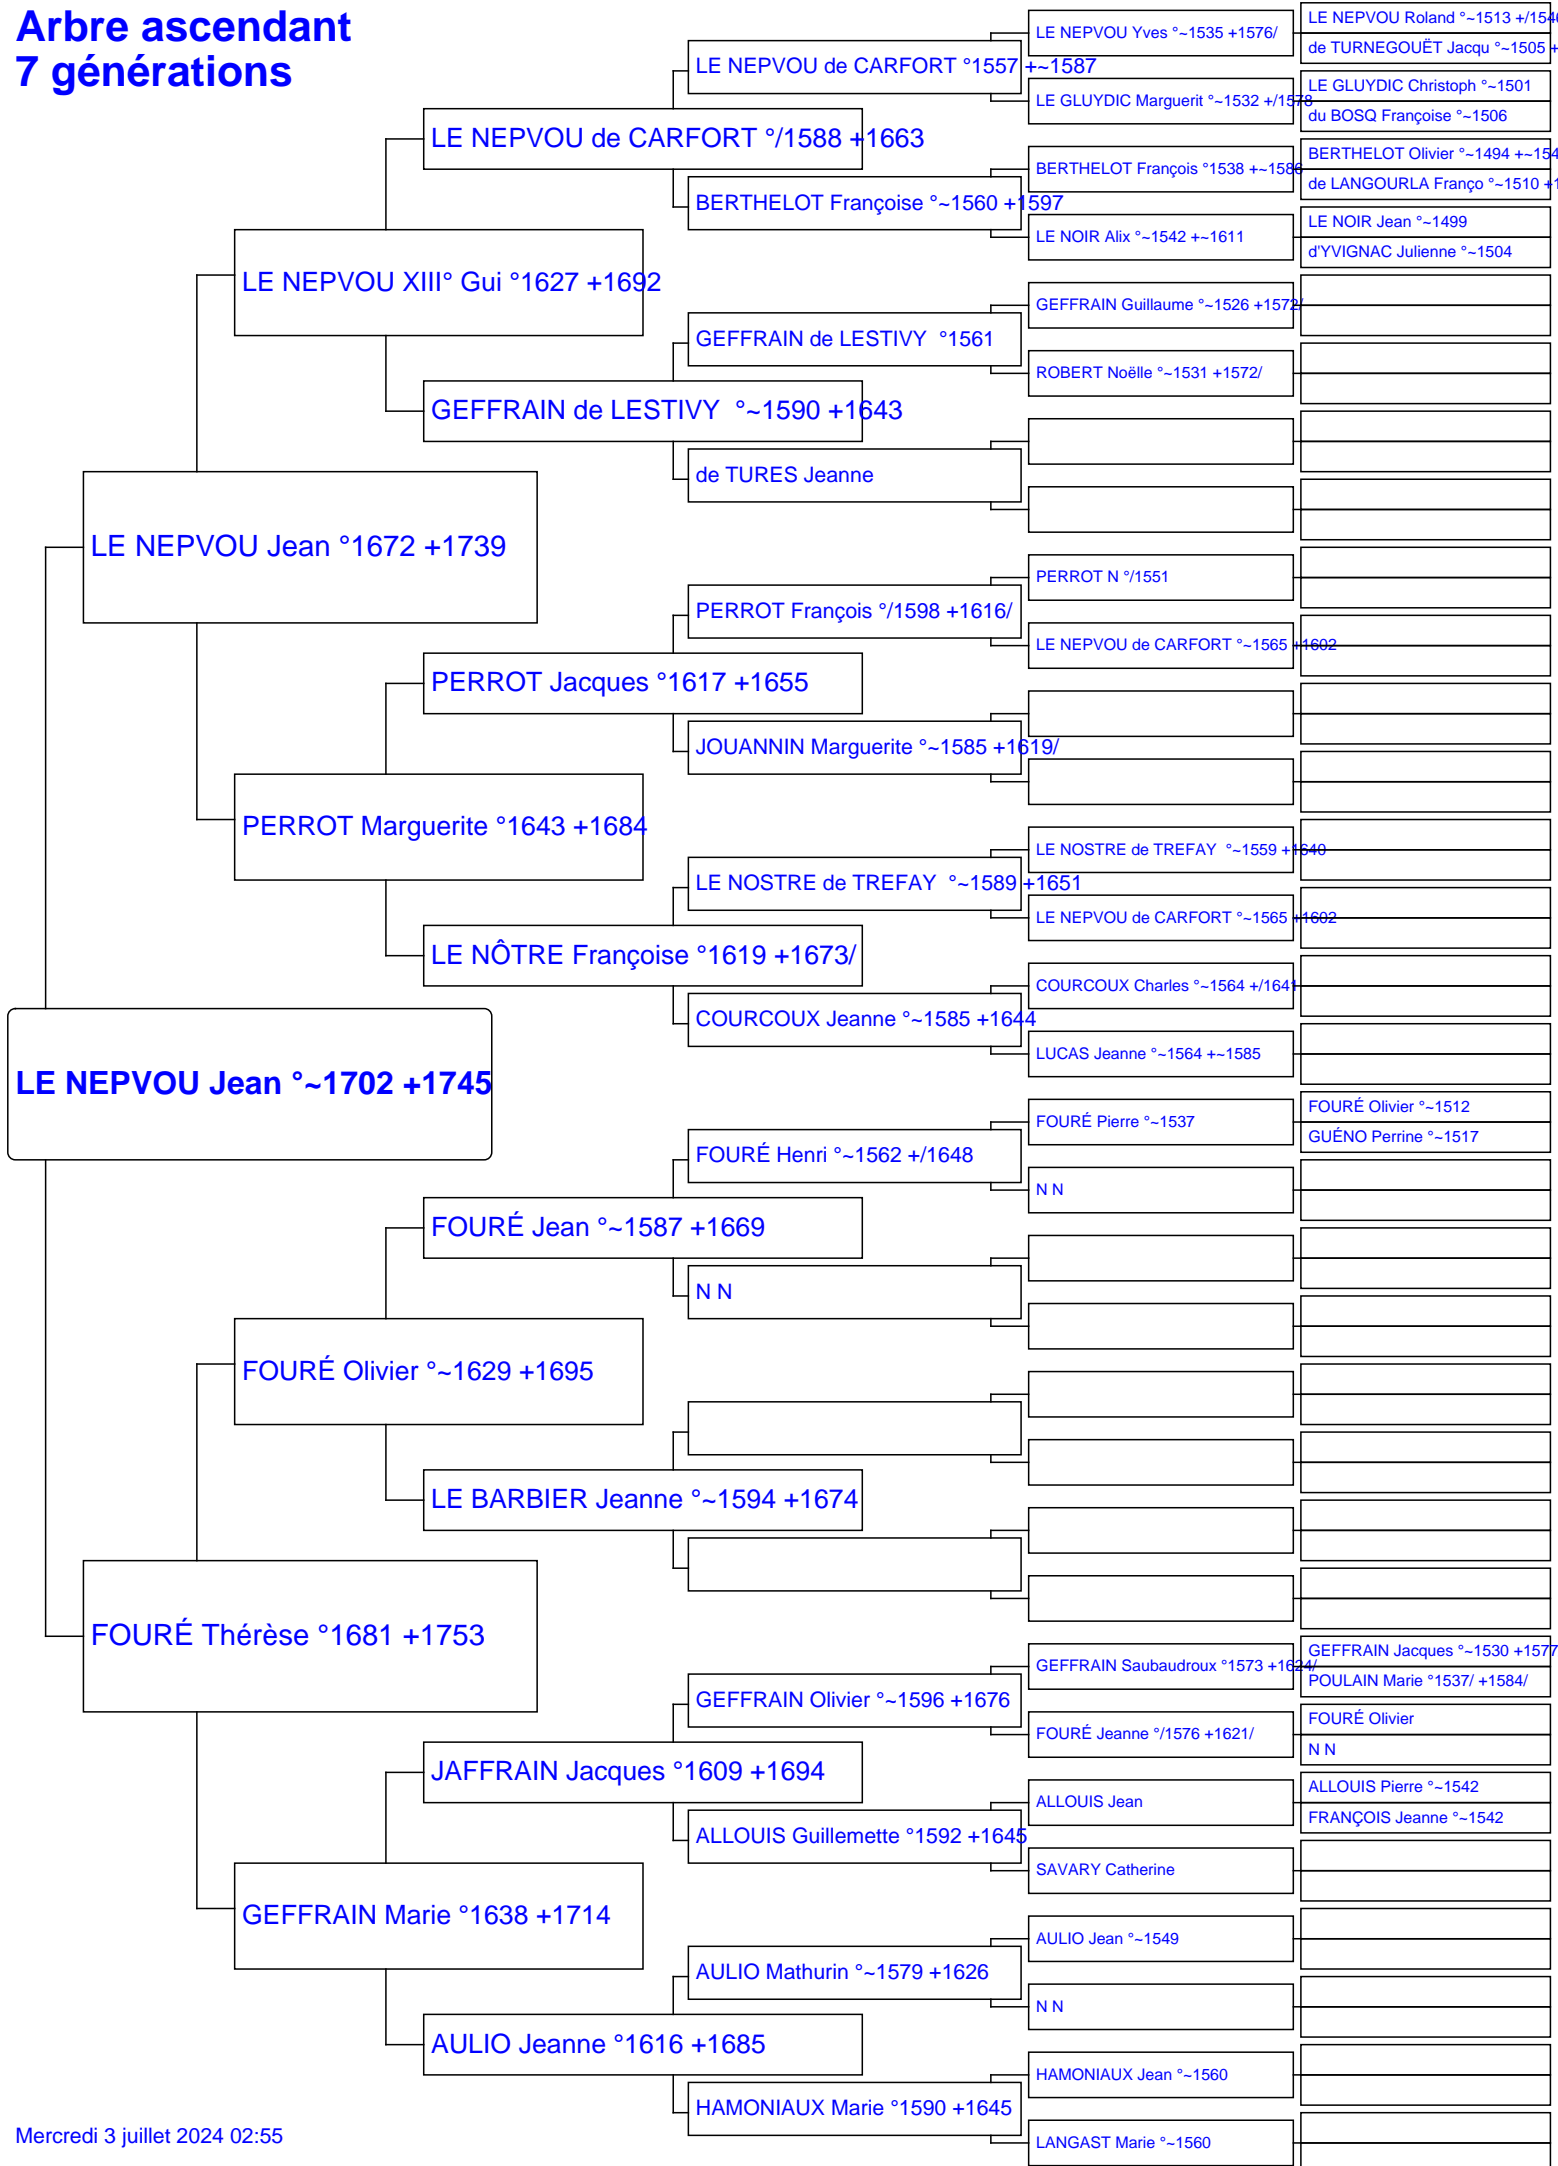 Arbre ascendant
7 générations
LE NEPVOU Jean °~1702 +1745
LE NEPVOU Jean °1672 +1739
FOURÉ Thérèse °1681 +1753
LE NEPVOU XIII° Gui °1627 +1692
PERROT Marguerite °1643 +1684
FOURÉ Olivier °~1629 +1695
GEFFRAIN Marie °1638 +1714
LE NEPVOU de CARFORT °/1588 +1663
GEFFRAIN de LESTIVY °~1590 +1643
PERROT Jacques °1617 +1655
LE NÔTRE Françoise °1619 +1673/
FOURÉ Jean °~1587 +1669
LE BARBIER Jeanne °~1594 +1674
JAFFRAIN Jacques °1609 +1694
AULIO Jeanne °1616 +1685
LE NEPVOU de CARFORT °1557 +~1587
BERTHELOT Françoise °~1560 +1597
GEFFRAIN de LESTIVY °1561
de TURES Jeanne
PERROT François °/1598 +1616/
JOUANNIN Marguerite °~1585 +1619/
LE NOSTRE de TREFAY °~1589 +1651
COURCOUX Jeanne °~1585 +1644
FOURÉ Henri °~1562 +/1648
N N
GEFFRAIN Olivier °~1596 +1676
ALLOUIS Guillemette °1592 +1645
AULIO Mathurin °~1579 +1626
HAMONIAUX Marie °1590 +1645
LE NEPVOU Yves °~1535 +1576/
LE GLUYDIC Marguerit °~1532 +/1578
BERTHELOT François °1538 +~1586
LE NOIR Alix °~1542 +~1611
GEFFRAIN Guillaume °~1526 +1572/
ROBERT Noëlle °~1531 +1572/
PERROT N °/1551
LE NEPVOU de CARFORT °~1565 +1602
LE NOSTRE de TREFAY °~1559 +1640
LE NEPVOU de CARFORT °~1565 +1602
COURCOUX Charles °~1564 +/1641
LUCAS Jeanne °~1564 +~1585
FOURÉ Pierre °~1537
N N
GEFFRAIN Saubaudroux °1573 +1624/
FOURÉ Jeanne °/1576 +1621/
ALLOUIS Jean
SAVARY Catherine
AULIO Jean °~1549
N N
HAMONIAUX Jean °~1560
LANGAST Marie °~1560
LE NEPVOU Roland °~1513 +/1546
de TURNEGOUËT Jacqu °~1505 +
LE GLUYDIC Christoph °~1501
du BOSQ Françoise °~1506
BERTHELOT Olivier °~1494 +~154
de LANGOURLA Franço °~1510 +1
LE NOIR Jean °~1499
d'YVIGNAC Julienne °~1504
FOURÉ Olivier °~1512
GUÉNO Perrine °~1517
GEFFRAIN Jacques °~1530 +1577
POULAIN Marie °1537/ +1584/
FOURÉ Olivier
N N
ALLOUIS Pierre °~1542
FRANÇOIS Jeanne °~1542
Mercredi 3 juillet 2024 02:55